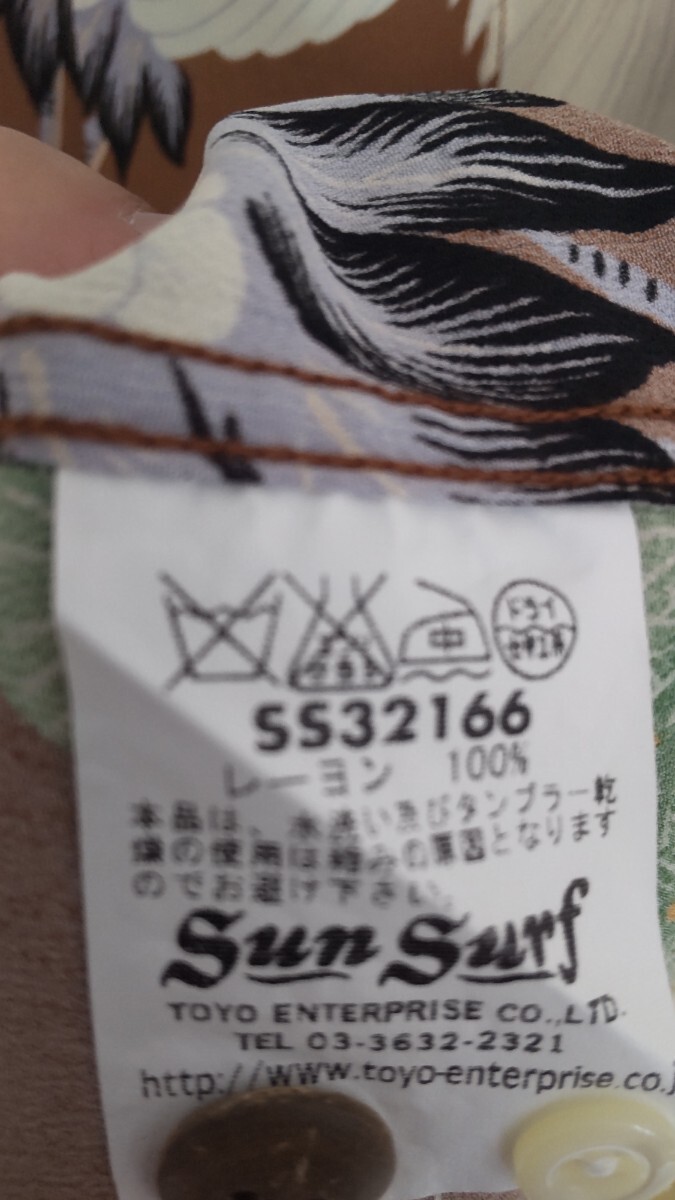 中 ドライ
SS32166
レーヨン 100%
本品は、水洗い及びタンブラー乾
燥の使用は縮みの原因となります
のでお避け下さい。
Sun Surf
TOYO ENTERPRISE CO.,LTD.
TEL 03-3632-2321
http://www.toyo-enterprise.co.j